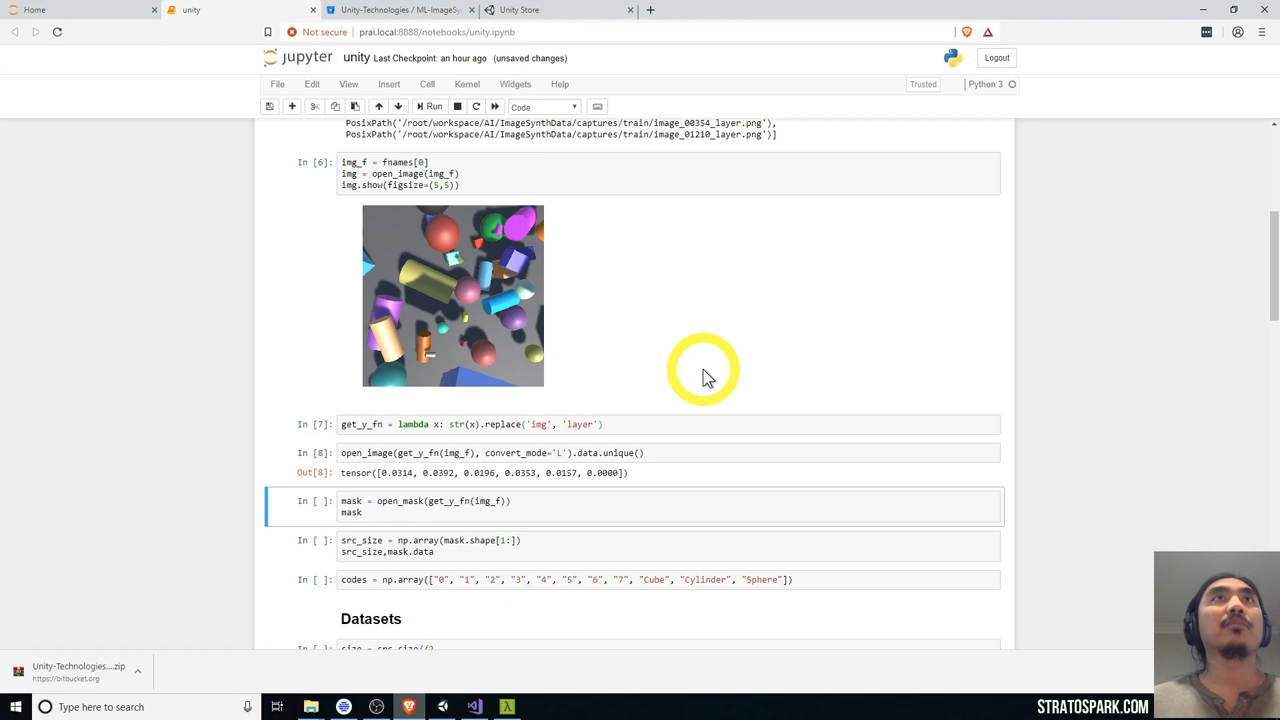 Home
unity
Unity-Technologies / ML-ImageSy
Unity Store
Not secure
prai.local:8888/notebooks/unity.ipynb
jupyter
unity Last Checkpoint: an hour ago (unsaved changes)
Logout
File Edit View Insert Cell Kernel Widgets Help
Trusted
Python 3
Run
Code
PosixPath('/root/workspace/AI/ImageSynthData/captures/train/image_00354_layer.png'),
PosixPath('/root/workspace/AI/ImageSynthData/captures/train/image_01210_layer.png')]
In [6]: img_f = fnames[0]
img = open_image(img_f)
img.show(figsize=(5,5))
In [7]: get_y_fn = lambda x: str(x).replace('img', 'layer')
In [8]: open_image(get_y_fn(img_f), convert_mode='L').data.unique()
Out[8]: tensor([0.0314, 0.0392, 0.0196, 0.0353, 0.0157, 0.0000])
In [ ]: mask = open_mask(get_y_fn(img_f))
mask
In [ ]: src_size = np.array(mask.shape[1:])
src_size,mask.data
In [ ]: codes = np.array(["0", "1", "2", "3", "4", "5", "6", "7", "Cube", "Cylinder", "Sphere"])
Datasets
size = src_size//2
Unity-Technologies....zip
https://bitbucket.org
Type here to search
STRATOSPARK.COM